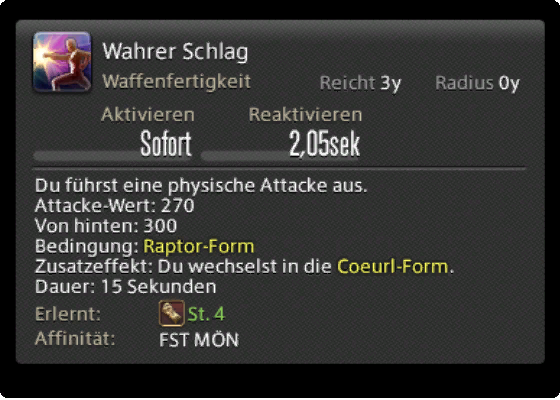 Wahrer Schlag
Waffenfertigkeit Reicht 3y Radius 0y
Aktivieren Reaktivieren
Sofort 2,05sek
Du führst eine physische Attacke aus.
Attacke-Wert: 270
Von hinten: 300
Bedingung: Raptor-Form
Zusatzeffekt: Du wechselst in die Coeurl-Form.
Dauer: 15 Sekunden
Erlernt: St. 4
Affinität: FST MÖN